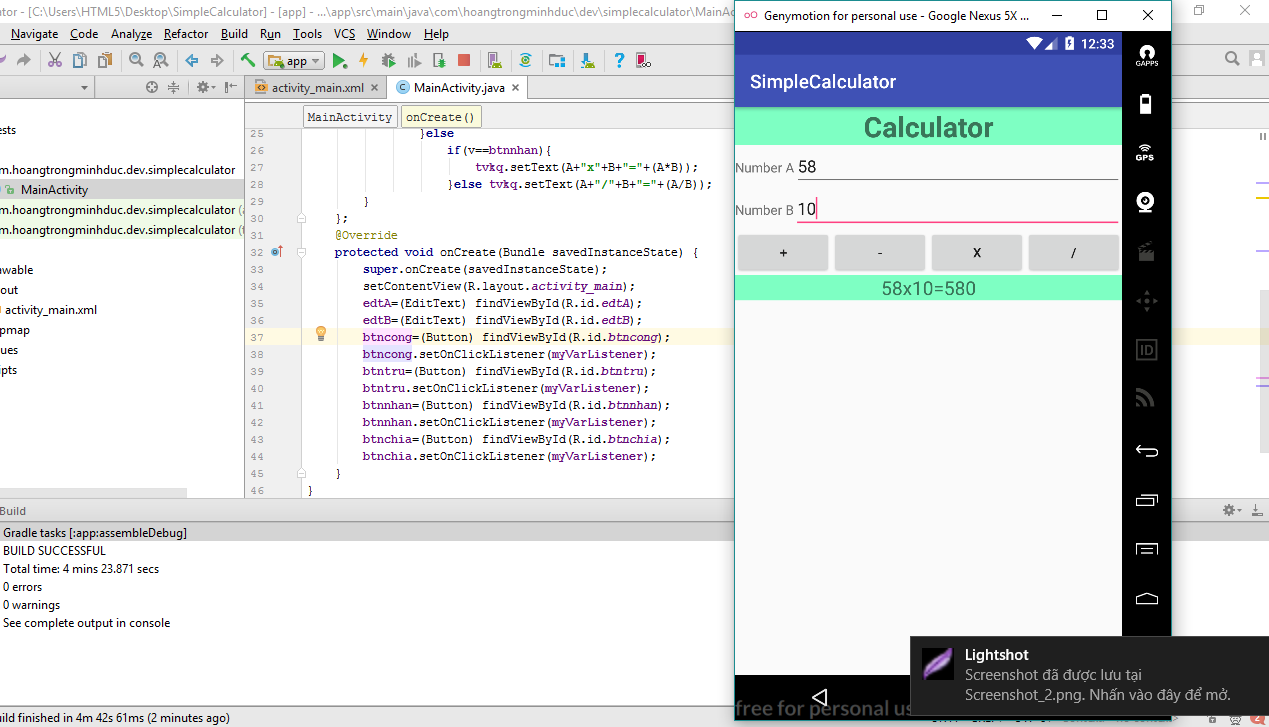 tor - [C:\Users\HTML5\Desktop\SimpleCalculator] - [app] - ...\app\src\main\java\com\hoangtrongminhduc\dev\simplecalculator\MainAc
Navigate Code Analyze Refactor Build Run Tools VCS Window Help
app
activity_main.xml MainActivity.java
MainActivity onCreate()
ests
m.hoangtrongminhduc.dev.simplecalculator
MainActivity
m.hoangtrongminhduc.dev.simplecalculator (a
m.hoangtrongminhduc.dev.simplecalculator (t
wable
out
activity_main.xml
pmap
ues
ipts
25 }else
26 if(v==btnnhan){
27 tvkq.setText(A+"x"+B+"="+(A*B));
28 }else tvkq.setText(A+"/"+B+"="+(A/B));
29 }
30 };
31 @Override
32 protected void onCreate(Bundle savedInstanceState) {
33 super.onCreate(savedInstanceState);
34 setContentView(R.layout.activity_main);
35 edtA=(EditText) findViewById(R.id.edtA);
36 edtB=(EditText) findViewById(R.id.edtB);
37 btncong=(Button) findViewById(R.id.btncong);
38 btncong.setOnClickListener(myVarListener);
39 btntru=(Button) findViewById(R.id.btntru);
40 btntru.setOnClickListener(myVarListener);
41 btnnhan=(Button) findViewById(R.id.btnnhan);
42 btnnhan.setOnClickListener(myVarListener);
43 btnchia=(Button) findViewById(R.id.btnchia);
44 btnchia.setOnClickListener(myVarListener);
45 }
46 }
Build
Gradle tasks [:app:assembleDebug]
BUILD SUCCESSFUL
Total time: 4 mins 23.871 secs
0 errors
0 warnings
See complete output in console
ild finished in 4m 42s 61ms (2 minutes ago)
Genymotion for personal use - Google Nexus 5X ...
12:33
SimpleCalculator
Calculator
Number A 58
Number B 10
+ - X /
58x10=580
GAPPS
GPS
ID
free for personal us
Lightshot
Screenshot đã được lưu tại
Screenshot_2.png. Nhấn vào đây để mở.